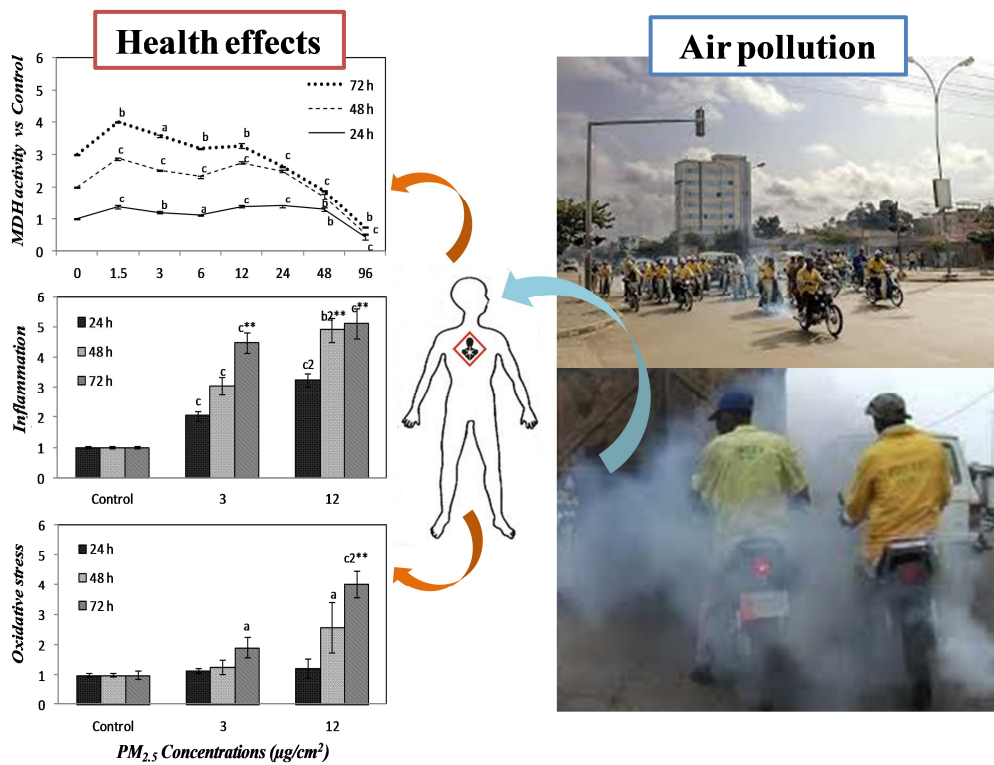 Health effects
MDH activity vs Control
6
5
4
3
2
1
0
72 h
48 h
24 h
b
a
b
b
c
c
b
c
c
c
c
c
c
c
c
b
a
c
c
b
b
c
0 1.5 3 6 12 24 48 96
Inflammation
6
5
4
3
2
1
0
24 h
48 h
72 h
c
c
c**
c2
b2**
c**
Control 3 12
Oxidative stress
6
5
4
3
2
1
0
24 h
48 h
72 h
a
a
c2**
Control 3 12
PM2.5 Concentrations (µg/cm²)
Air pollution